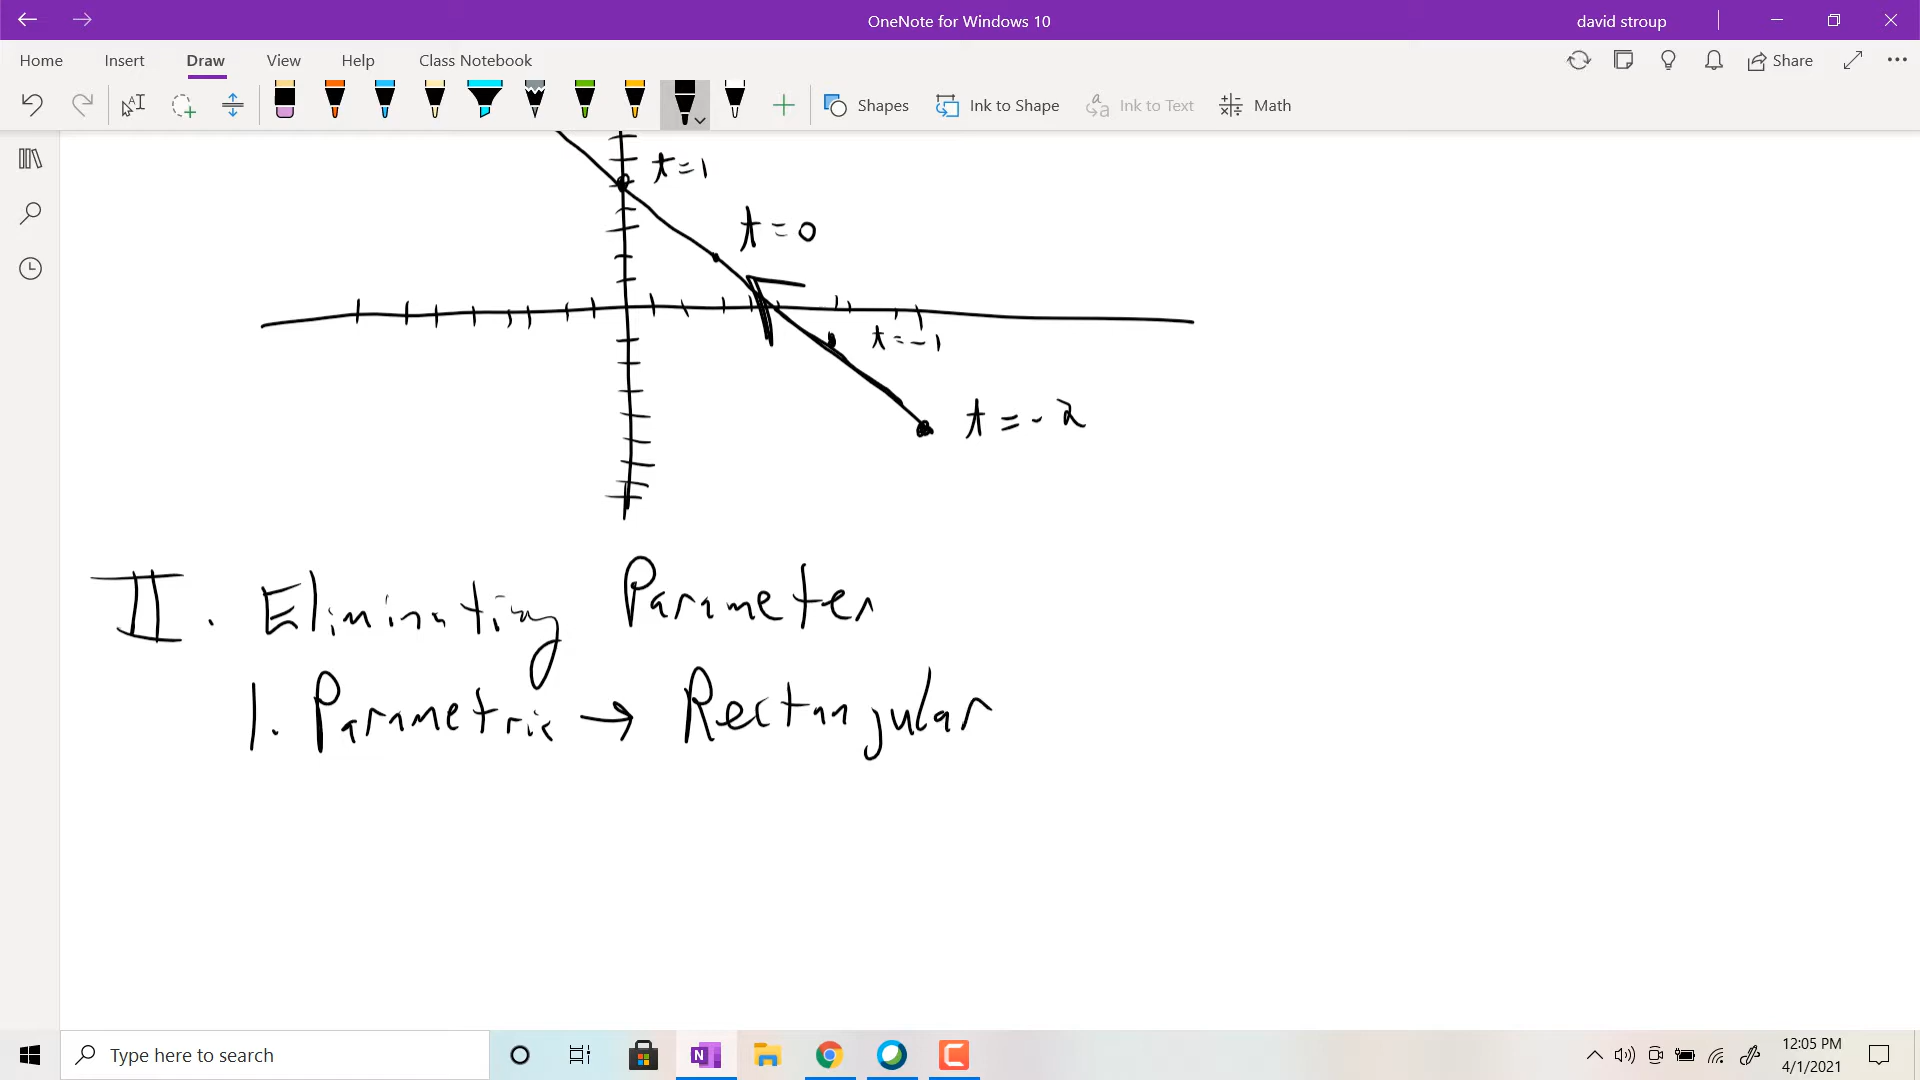 OneNote for Windows 10
david stroup
Home Insert Draw View Help Class Notebook
Share
Shapes Ink to Shape Ink to Text Math
t=1
t=0
t=-1
t=-2
II. Eliminating Parameter
1. Parametric → Rectangular
Type here to search
12:05 PM
4/1/2021